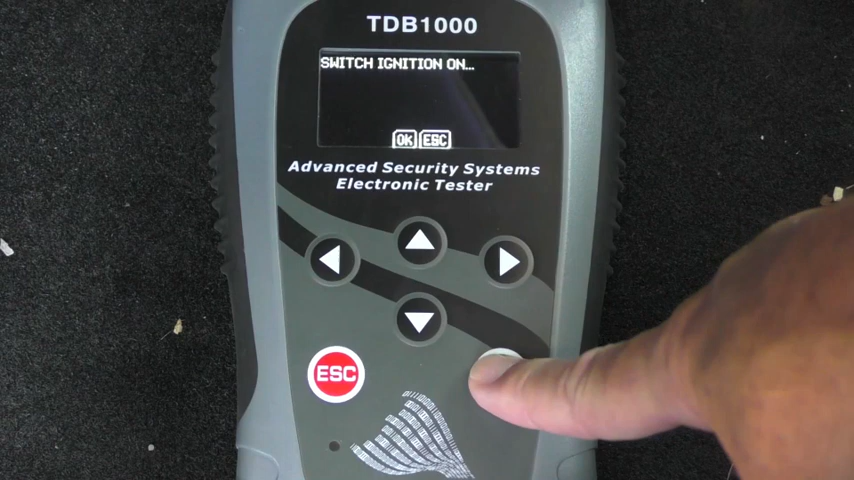 TDB1000
SWITCH IGNITION ON...
OK ESC
Advanced Security Systems
Electronic Tester
ESC